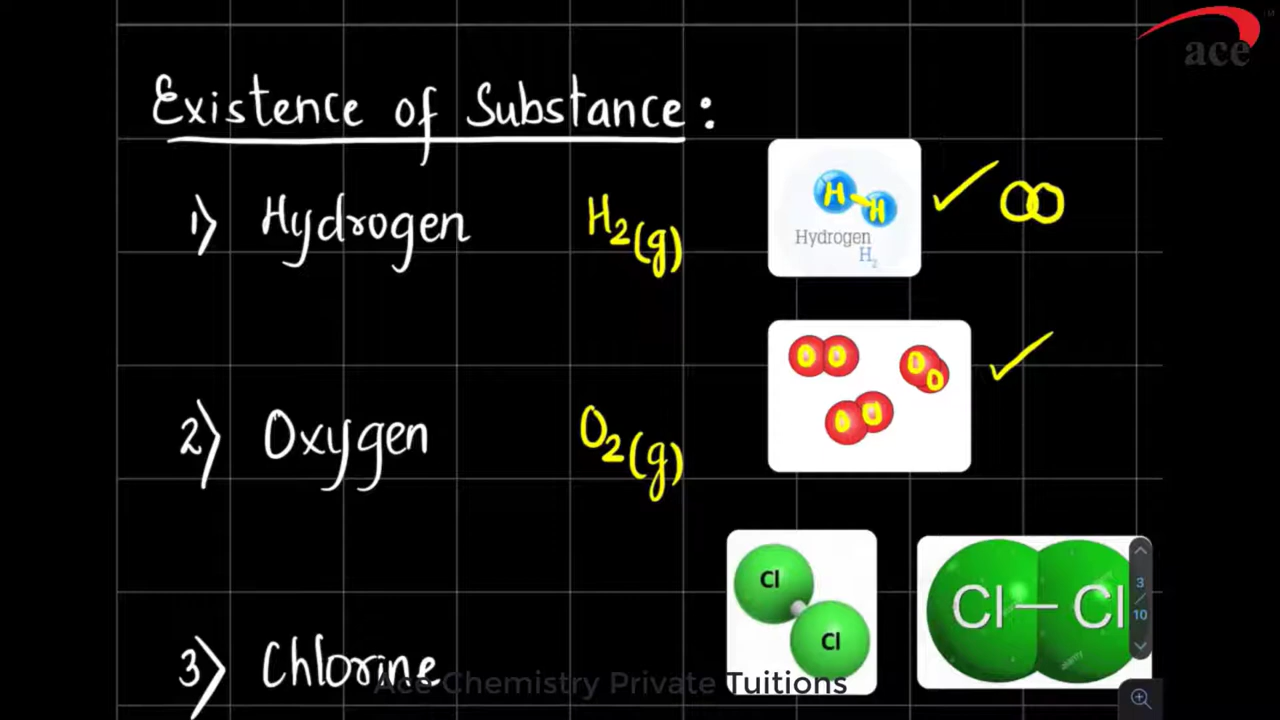 ace
Existence of Substance:
1) Hydrogen H2(g)
H H
Hydrogen
H2
2) Oxygen O2(g)
O O O O
O O
3) Chlorine
Cl
Cl
Cl — Cl
3
/
10
Ace Chemistry Private Tuitions